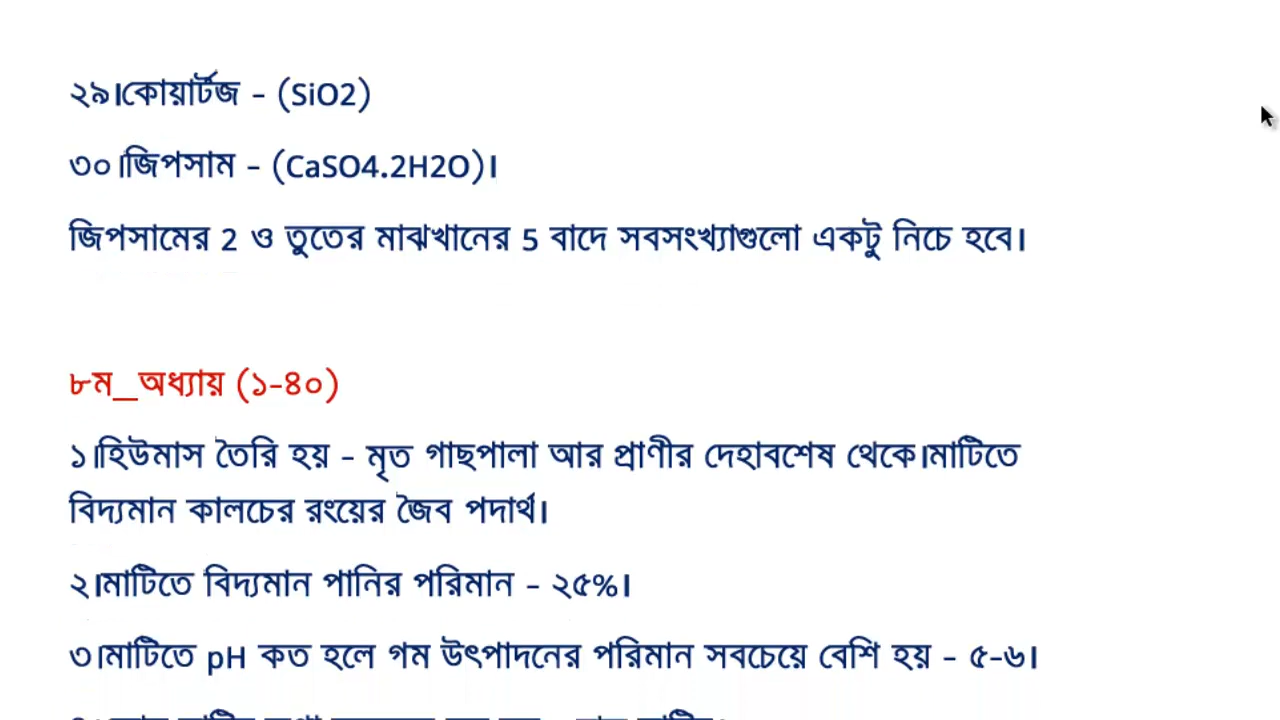 ২৯।কোয়ার্টজ - (SiO2)
৩০।জিপসাম - (CaSO4.2H2O)।
জিপসামের 2 ও তুতের মাঝখানের 5 বাদে সবসংখ্যাগুলো একটু নিচে হবে।
৮ম_অধ্যায় (১-৪০)
১।হিউমাস তৈরি হয় - মৃত গাছপালা আর প্রাণীর দেহাবশেষ থেকে।মাটিতে
বিদ্যমান কালচের রংয়ের জৈব পদার্থ।
২।মাটিতে বিদ্যমান পানির পরিমান - ২৫%।
৩।মাটিতে pH কত হলে গম উৎপাদনের পরিমান সবচেয়ে বেশি হয় - ৫-৬।